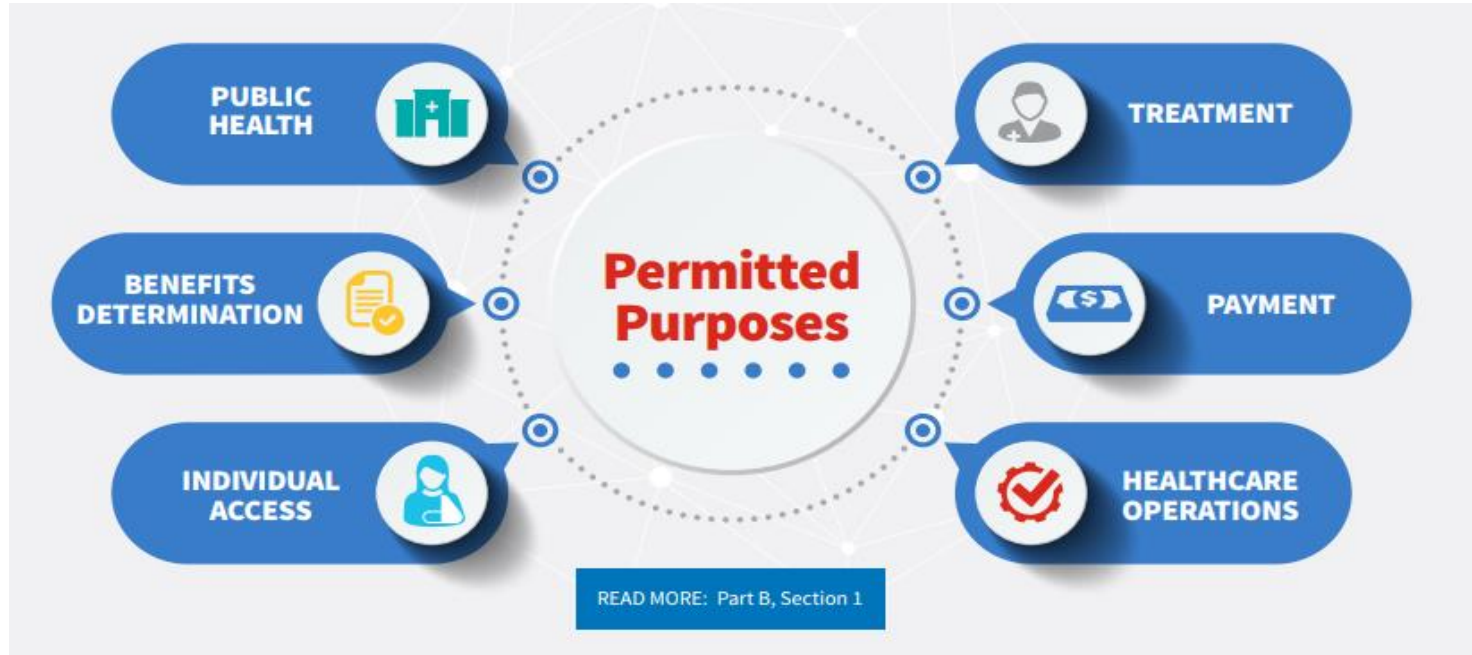 PUBLIC
HEALTH
BENEFITS
DETERMINATION
INDIVIDUAL
ACCESS
Permitted
Purposes
TREATMENT
$
PAYMENT
HEALTHCARE
OPERATIONS
READ MORE: Part B, Section 1